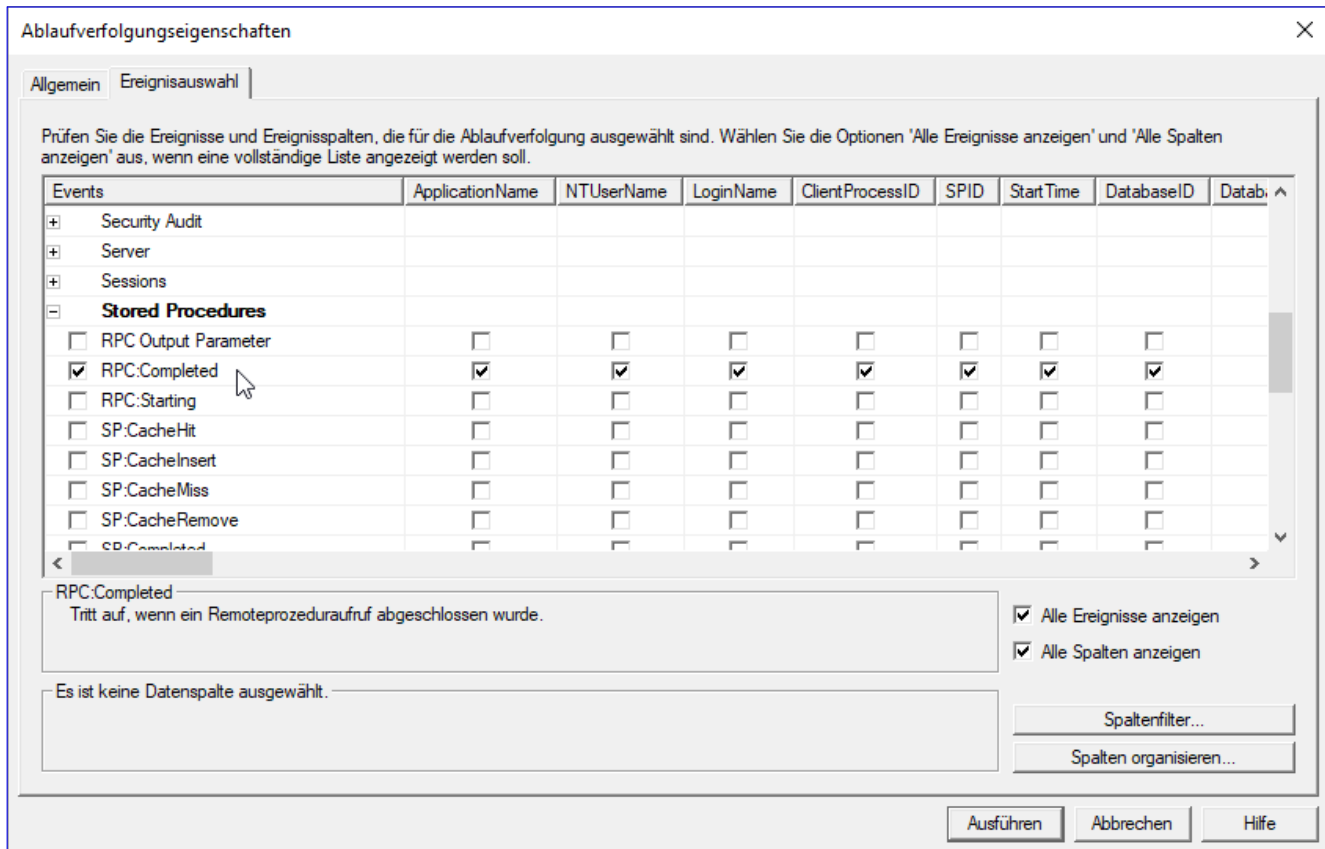 Ablaufverfolgungseigenschaften
Allgemein Ereignisauswahl
Prüfen Sie die Ereignisse und Ereignisspalten, die für die Ablaufverfolgung ausgewählt sind. Wählen Sie die Optionen 'Alle Ereignisse anzeigen' und 'Alle Spalten
anzeigen' aus, wenn eine vollständige Liste angezeigt werden soll.
Events ApplicationName NTUserName LoginName ClientProcessID SPID StartTime DatabaseID Databa
Security Audit
Server
Sessions
Stored Procedures
RPC Output Parameter
RPC:Completed
RPC:Starting
SP:CacheHit
SP:CacheInsert
SP:CacheMiss
SP:CacheRemove
SP:Completed
RPC:Completed
Tritt auf, wenn ein Remoteprozeduraufruf abgeschlossen wurde.
Alle Ereignisse anzeigen
Alle Spalten anzeigen
Es ist keine Datenspalte ausgewählt.
Spaltenfilter...
Spalten organisieren...
Ausführen Abbrechen Hilfe